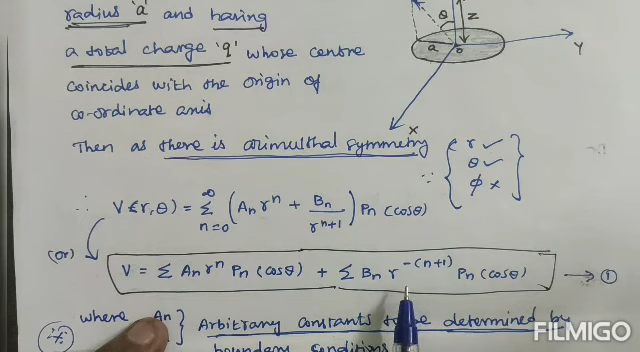 radius 'a' and having
a total charge 'q' whose centre
coincides with the origin of
co-ordinate axis
θ
z
a
o
Y
X
Then as there is azimuthal symmetry
∵ { r ✓
θ ✓
ϕ × }
∴ V(r,θ) = Σ_{n=0}^{∞} (Aₙ rⁿ + Bₙ/rⁿ⁺¹) Pₙ (cosθ)
(or)
V = Σ Aₙ rⁿ Pₙ (cosθ) + Σ Bₙ r^{-(n+1)} Pₙ (cosθ) → ①
where An } Arbitrary constants to be determined by
boundary conditions
FILMIGO